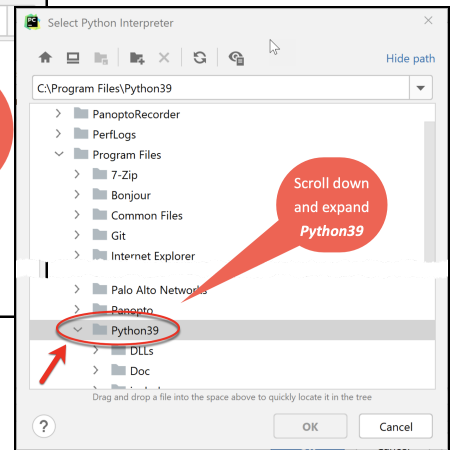 PC
Select Python Interpreter
Hide path
C:\Program Files\Python39
PanoptoRecorder
PerfLogs
Program Files
7-Zip
Bonjour
Common Files
Git
Internet Explorer
Scroll down
and expand
Python39
Palo Alto Networks
Panopto
Python39
DLLs
Doc
Drag and drop a file into the space above to quickly locate it in the tree
?
OK
Cancel